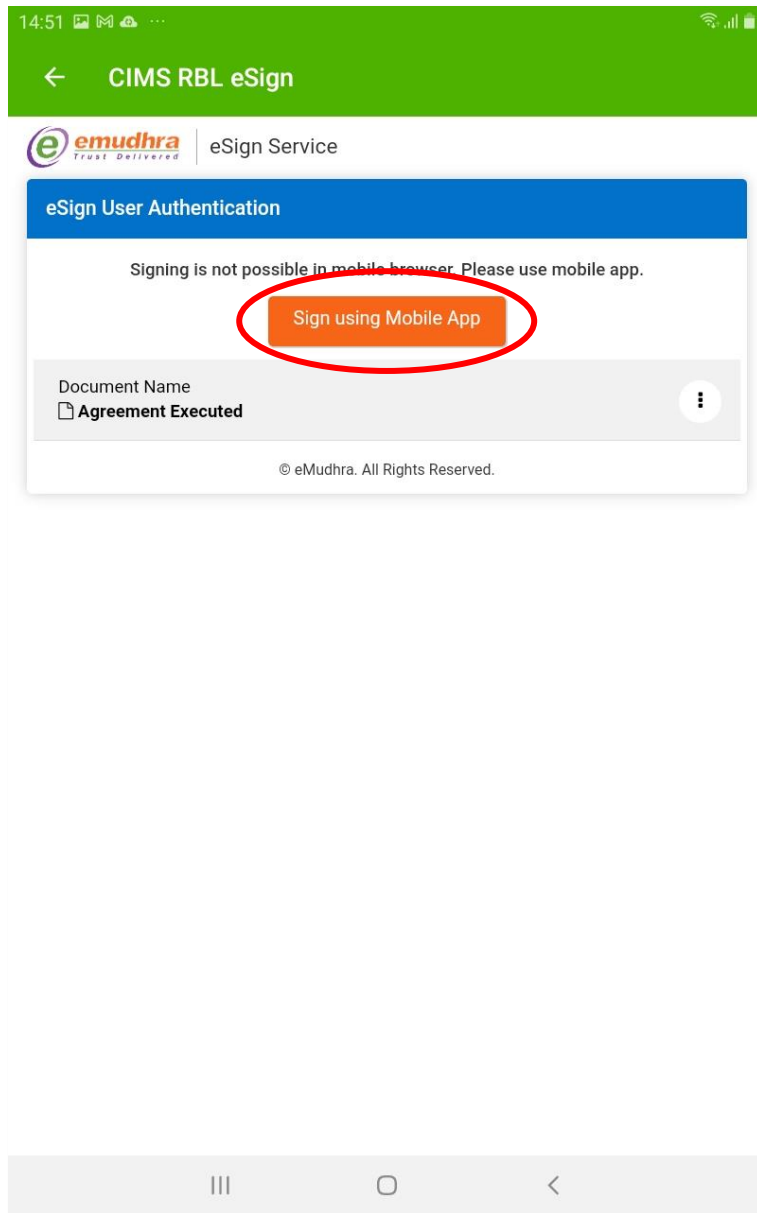 14:51
CIMS RBL eSign
emudhra
Trust Delivered
eSign Service
eSign User Authentication
Signing is not possible in mobile browser. Please use mobile app.
Sign using Mobile App
Document Name
Agreement Executed
© eMudhra. All Rights Reserved.